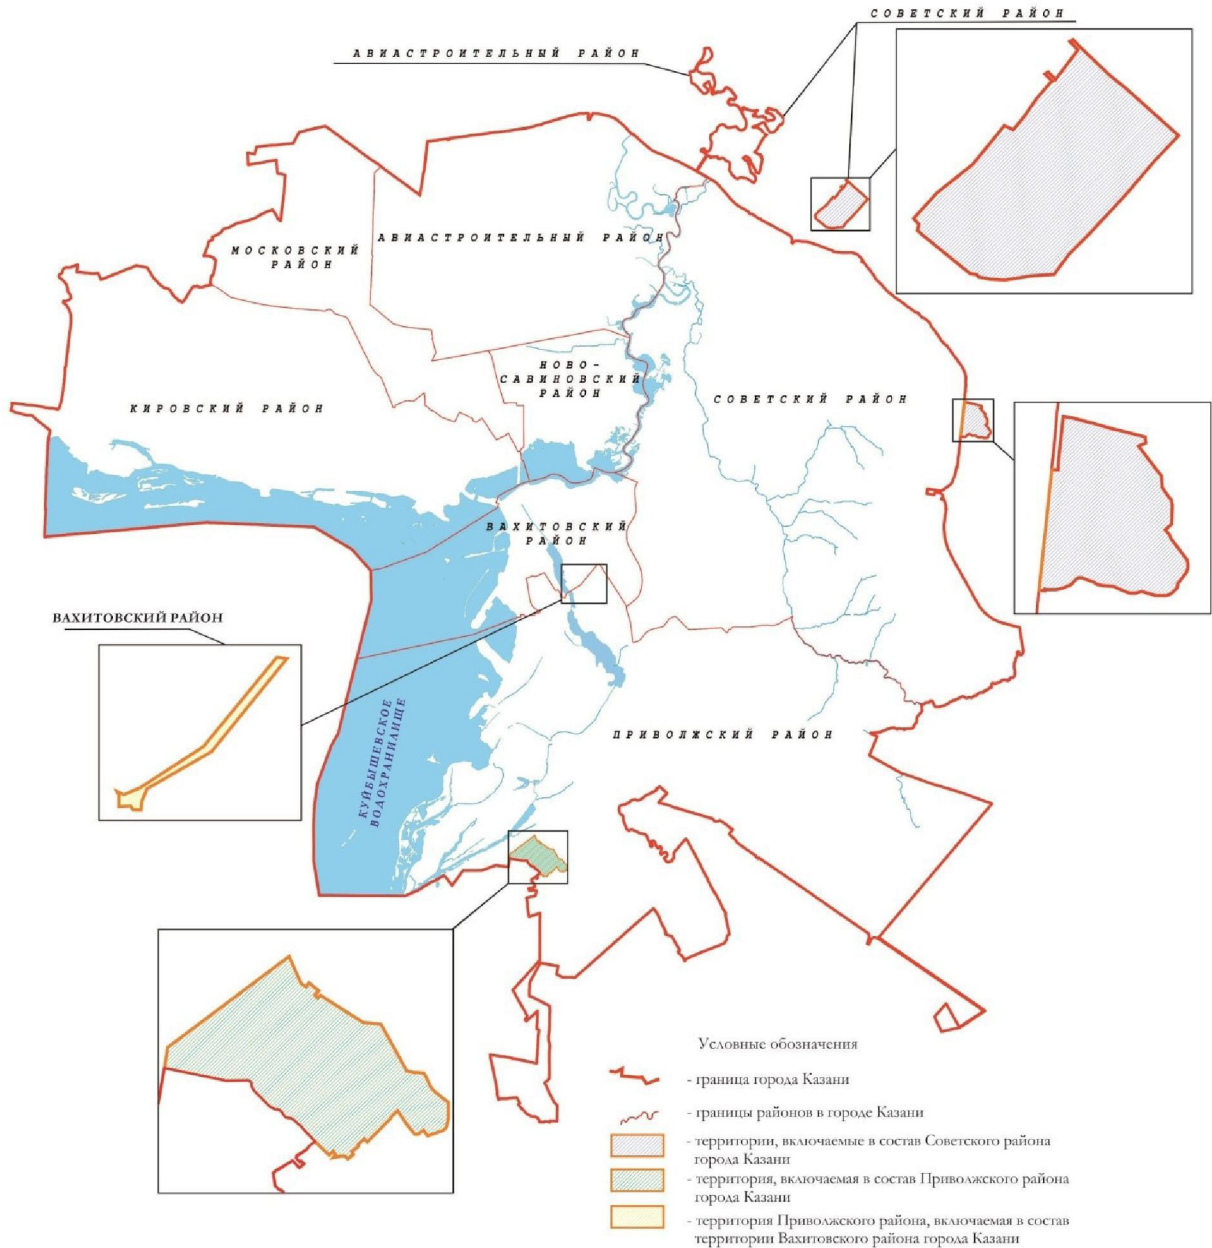 СОВЕТСКИЙ РАЙОН
АВИАСТРОИТЕЛЬНЫЙ РАЙОН
АВИАСТРОИТЕЛЬНЫЙ РАЙОН
МОСКОВСКИЙ
РАЙОН
НОВО-
САВИНОВСКИЙ
РАЙОН
КИРОВСКИЙ РАЙОН
СОВЕТСКИЙ РАЙОН
ВАХИТОВСКИЙ
РАЙОН
ВАХИТОВСКИЙ РАЙОН
КУЙБЫШЕВСКОЕ
ВОДОХРАНИЛИЩЕ
ПРИВОЛЖСКИЙ РАЙОН
Условные обозначения
- граница города Казани
- границы районов в городе Казани
- территории, включаемые в состав Советского района
города Казани
- территория, включаемая в состав Приволжского района
города Казани
- территория Приволжского района, включаемая в состав
территории Вахитовского района города Казани